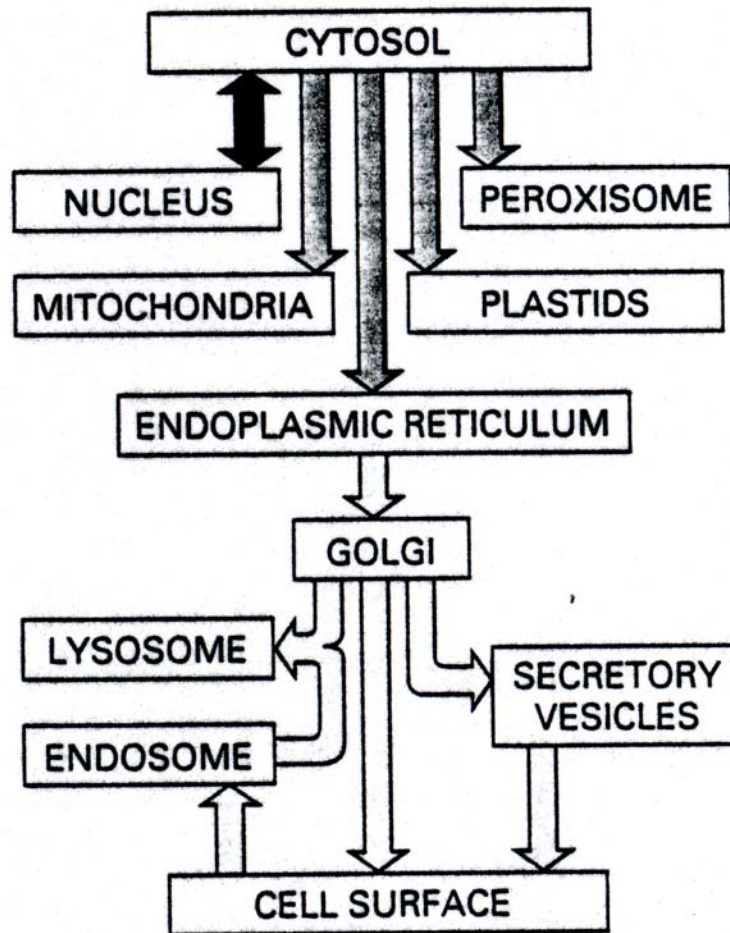 CYTOSOL
NUCLEUS
PEROXISOME
MITOCHONDRIA
PLASTIDS
ENDOPLASMIC RETICULUM
GOLGI
LYSOSOME
SECRETORY
VESICLES
ENDOSOME
CELL SURFACE